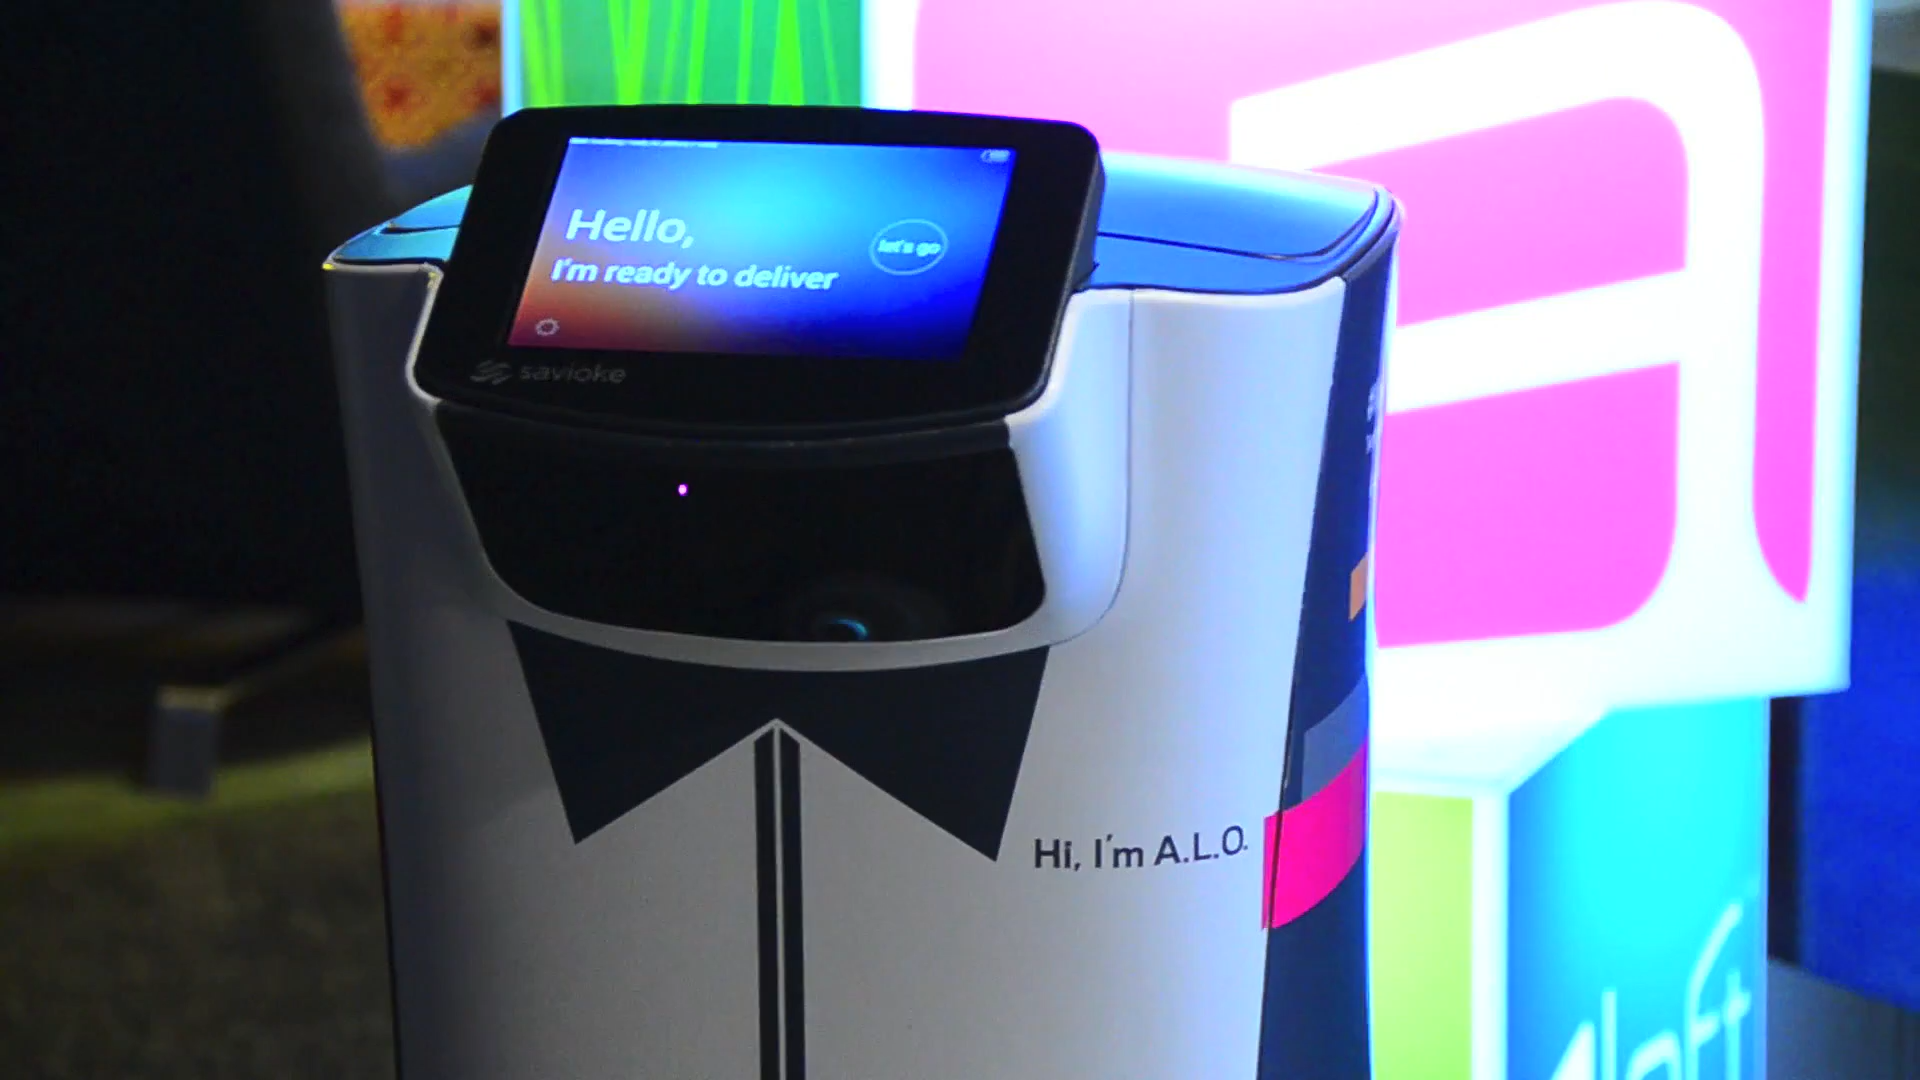 Hello,
I'm ready to deliver
let's go
savioke
Hi, I'm A.L.O.
a
Aloft